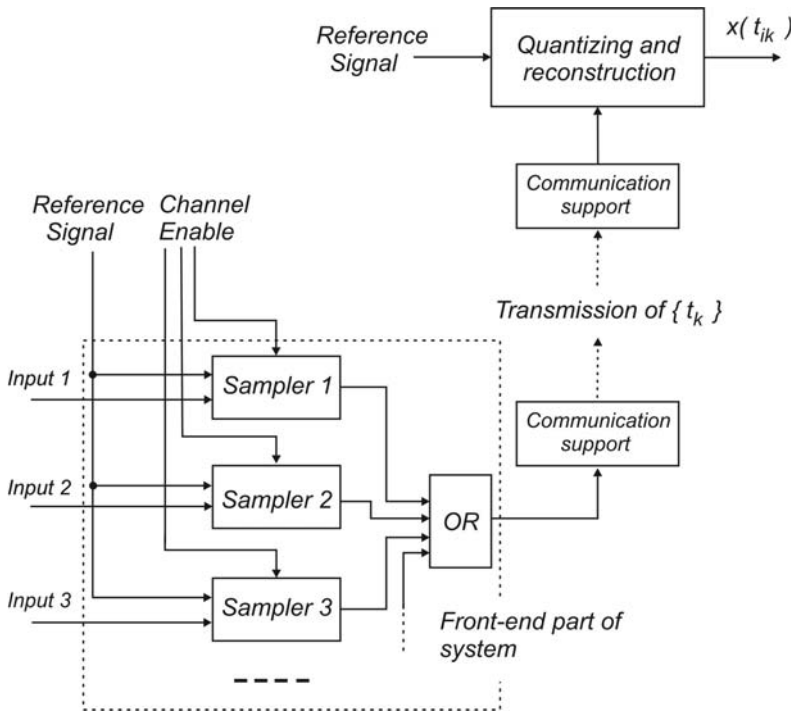 Reference
Signal
Quantizing and
reconstruction
x( t_ik )
Communication
support
Reference
Signal
Channel
Enable
Transmission of { t_k }
Input 1
Sampler 1
Communication
support
Input 2
Sampler 2
OR
Input 3
Sampler 3
Front-end part of
system